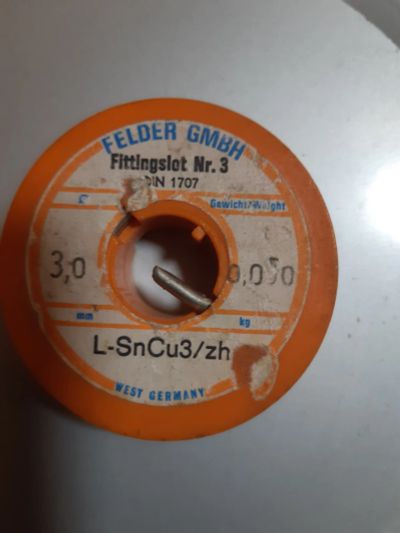 FELDER GMBH
Fittingslot Nr. 3
DIN 1707
Gewicht/Weight
3,0
mm
kg
L-SnCu3/zh
WEST GERMANY